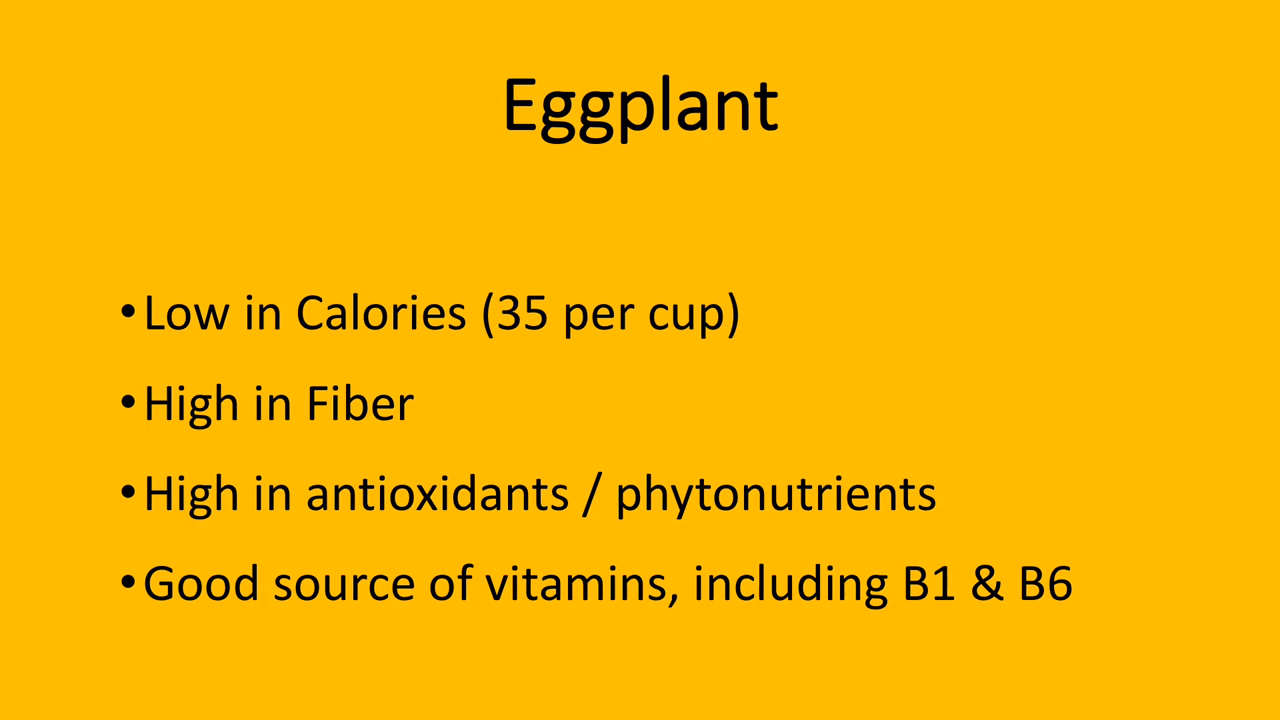 Eggplant
•Low in Calories (35 per cup)
•High in Fiber
•High in antioxidants / phytonutrients
•Good source of vitamins, including B1 & B6